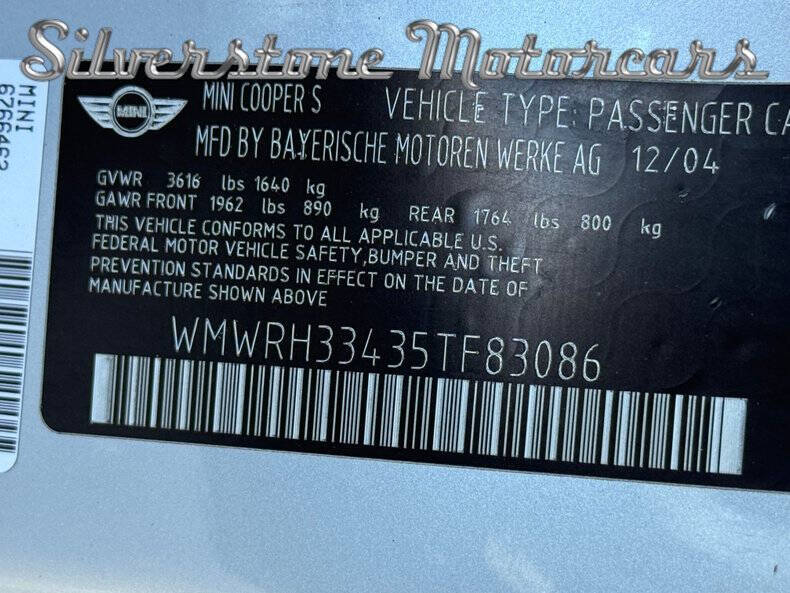 Silverstone Motorcars
MINI
MINI COOPER S VEHICLE TYPE: PASSENGER CA
MFD BY BAYERISCHE MOTOREN WERKE AG 12/04
GVWR 3616 lbs 1640 kg
GAWR FRONT 1962 lbs 890 kg REAR 1764 lbs 800 kg
THIS VEHICLE CONFORMS TO ALL APPLICABLE U.S.
FEDERAL MOTOR VEHICLE SAFETY,BUMPER AND THEFT
PREVENTION STANDARDS IN EFFECT ON THE DATE OF
MANUFACTURE SHOWN ABOVE
WMWRH33435TF83086
MINI